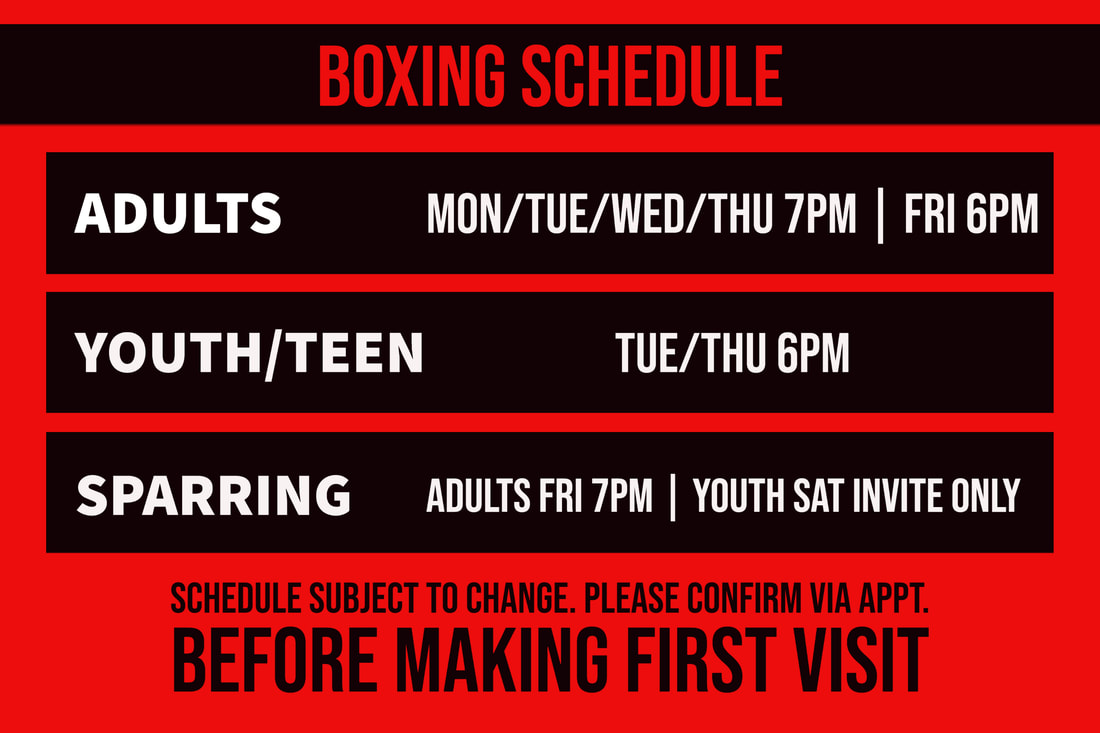 BOXING SCHEDULE
ADULTS MON/TUE/WED/THU 7PM | FRI 6PM
YOUTH/TEEN TUE/THU 6PM
SPARRING ADULTS FRI 7PM | YOUTH SAT INVITE ONLY
SCHEDULE SUBJECT TO CHANGE. PLEASE CONFIRM VIA APPT.
BEFORE MAKING FIRST VISIT